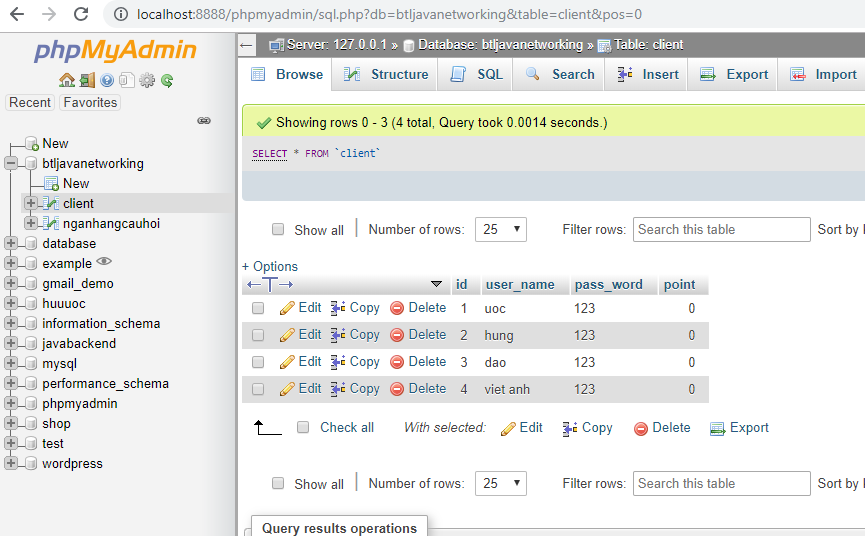 localhost:8888/phpmyadmin/sql.php?db=btljavanetworking&table=client&pos=0
phpMyAdmin
Recent Favorites
New
btljavanetworking
New
client
nganhangcauhoi
database
example
gmail_demo
huuuoc
information_schema
javabackend
mysql
performance_schema
phpmyadmin
shop
test
wordpress
Server: 127.0.0.1 » Database: btljavanetworking » Table: client
Browse Structure SQL Search Insert Export Import
Showing rows 0 - 3 (4 total, Query took 0.0014 seconds.)
SELECT * FROM `client`
Show all Number of rows: 25 Filter rows: Search this table Sort by
+ Options
id user_name pass_word point
Edit Copy Delete 1 uoc 123 0
Edit Copy Delete 2 hung 123 0
Edit Copy Delete 3 dao 123 0
Edit Copy Delete 4 viet anh 123 0
Check all With selected: Edit Copy Delete Export
Show all Number of rows: 25 Filter rows: Search this table Sort by
Query results operations